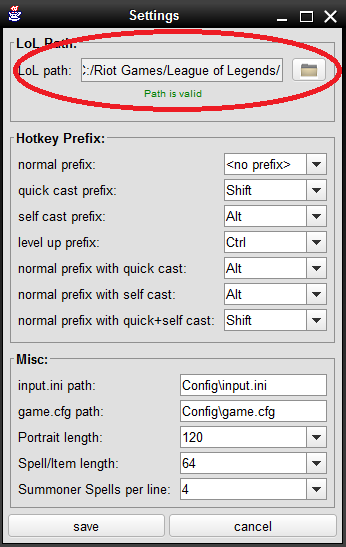 Settings
LoL Path:
LoL path: C:/Riot Games/League of Legends/
Path is valid
Hotkey Prefix:
normal prefix: <no prefix>
quick cast prefix: Shift
self cast prefix: Alt
level up prefix: Ctrl
normal prefix with quick cast: Alt
normal prefix with self cast: Alt
normal prefix with quick+self cast: Shift
Misc:
input.ini path: Config\input.ini
game.cfg path: Config\game.cfg
Portrait length: 120
Spell/Item length: 64
Summoner Spells per line: 4
save cancel